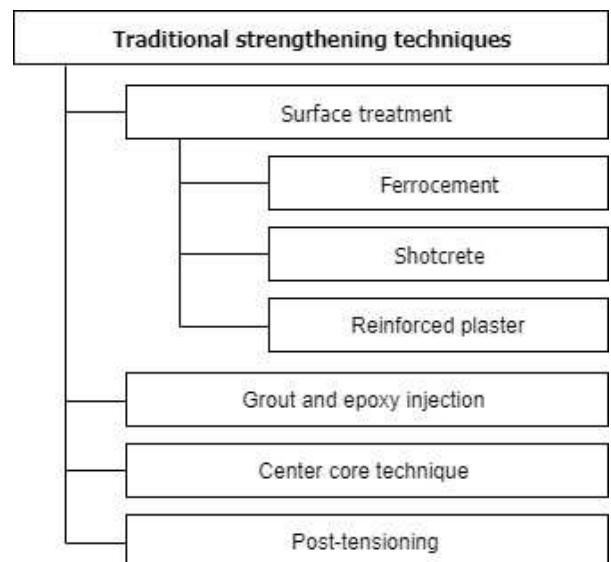 Traditional strengthening techniques
Surface treatment
Ferrocement
Shotcrete
Reinforced plaster
Grout and epoxy injection
Center core technique
Post-tensioning